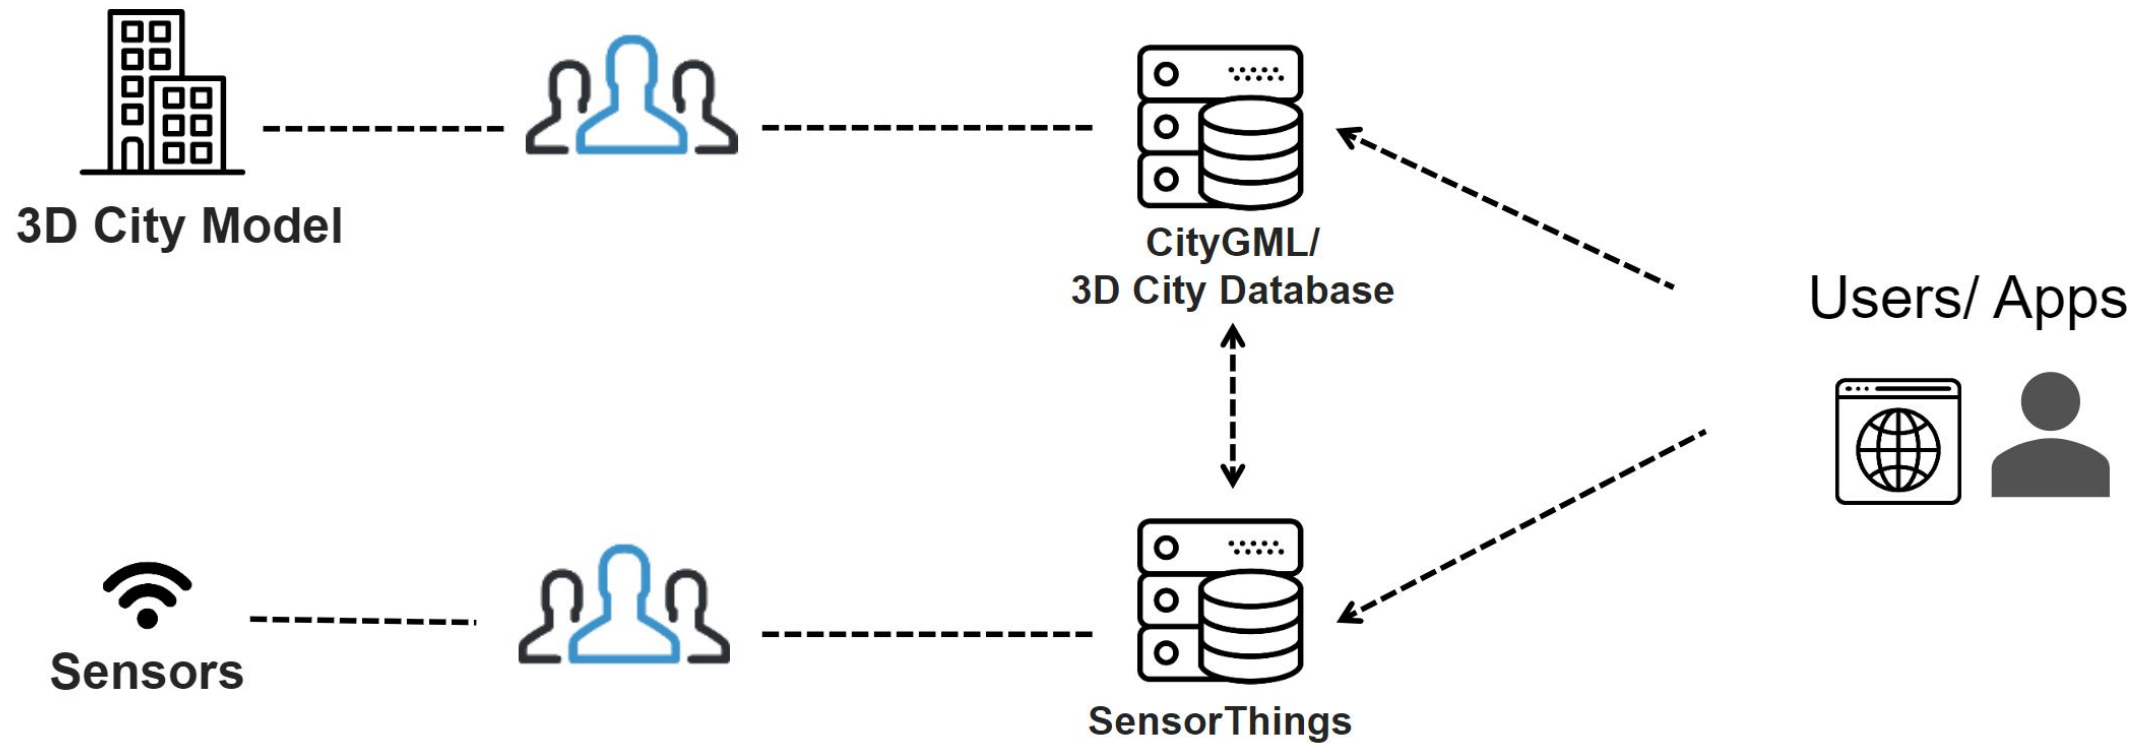 3D City Model
CityGML/
3D City Database
Users/ Apps
Sensors
SensorThings